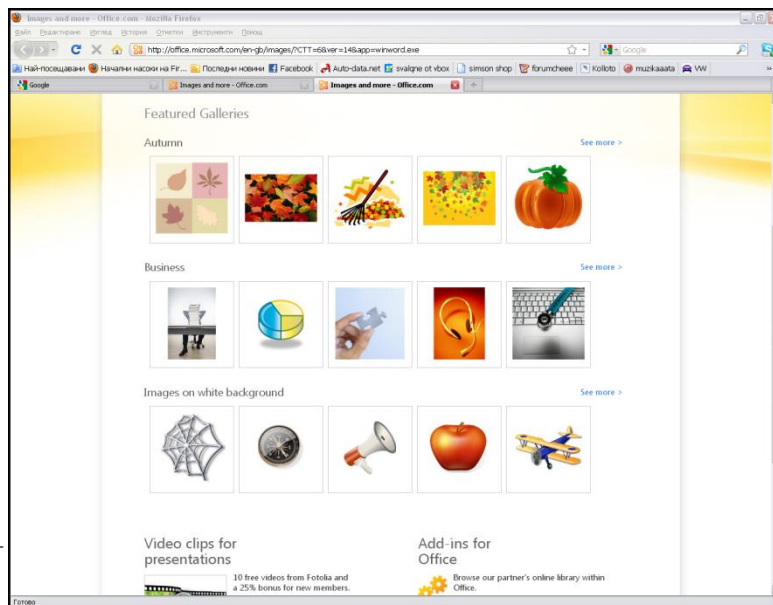 Images and more - Office.com - Mozilla Firefox
Файл Редактиране Изглед История Отметки Инструменти Помощ
http://office.microsoft.com/en-gb/images/?CTT=6&ver=14&app=winword.exe
Google
Най-посещавани Начални насоки на Fir... Последни новини Facebook Auto-data.net svalqne ot vbox simson shop forumcheee Kolloto muzikaaata VW »
Google Images and more - Office.com Images and more - Office.com
Featured Galleries
Autumn See more >
Business See more >
Images on white background See more >
Video clips for
presentations
10 free videos from Fotolia and
a 25% bonus for new members.
Add-ins for
Office
Browse our partner's online library within
Office.
Готово